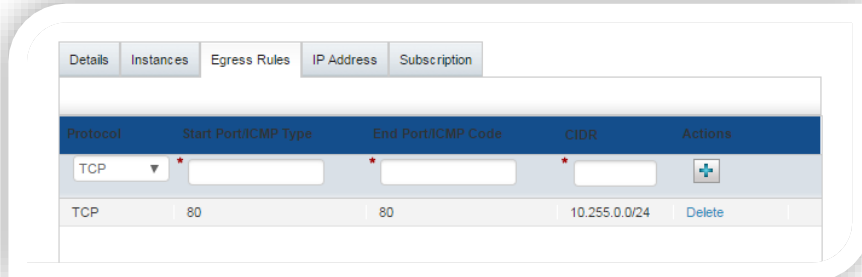 Details Instances Egress Rules IP Address Subscription
Protocol Start Port/ICMP Type End Port/ICMP Code CIDR Actions
TCP * * *
TCP 80 80 10.255.0.0/24 Delete